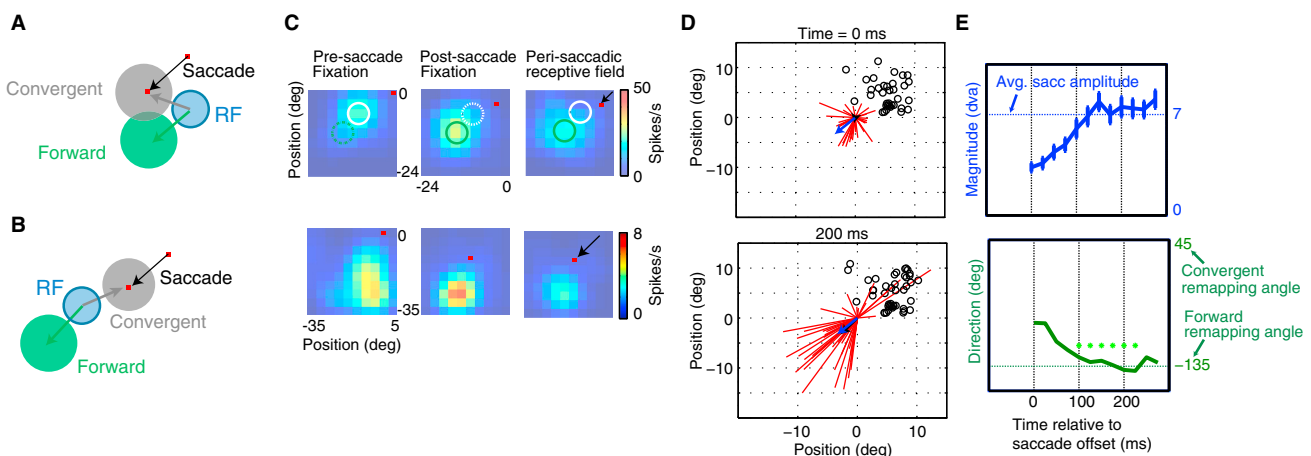 A
Convergent
Saccade
RF
Forward
B
RF
Saccade
Convergent
Forward
C
Pre-saccade
Fixation
Post-saccade
Fixation
Peri-saccadic
receptive field
Position (deg)
0
-24
-24
0
50
0
Spikes/s
0
-35
-35
5
Position (deg)
8
0
Spikes/s
D
Time = 0 ms
Position (deg)
10
0
−10
200 ms
Position (deg)
10
0
−10
−10
0
10
Position (deg)
E
Avg. sacc amplitude
Magnitude (dva)
7
0
Direction (deg)
45
Convergent
remapping angle
Forward
remapping angle
−135
0
100
200
Time relative to
saccade offset (ms)